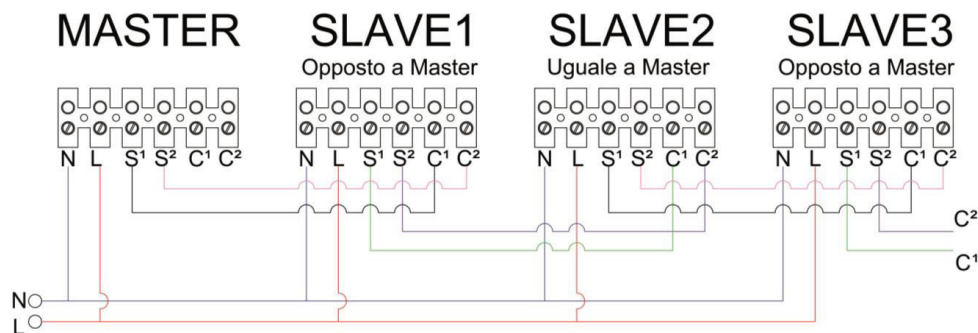 MASTER SLAVE1 SLAVE2 SLAVE3
Opposto a Master Uguale a Master Opposto a Master
N L S¹ S² C¹ C² N L S¹ S² C¹ C² N L S¹ S² C¹ C² N L S¹ S² C¹ C²
C²
C¹
N
L